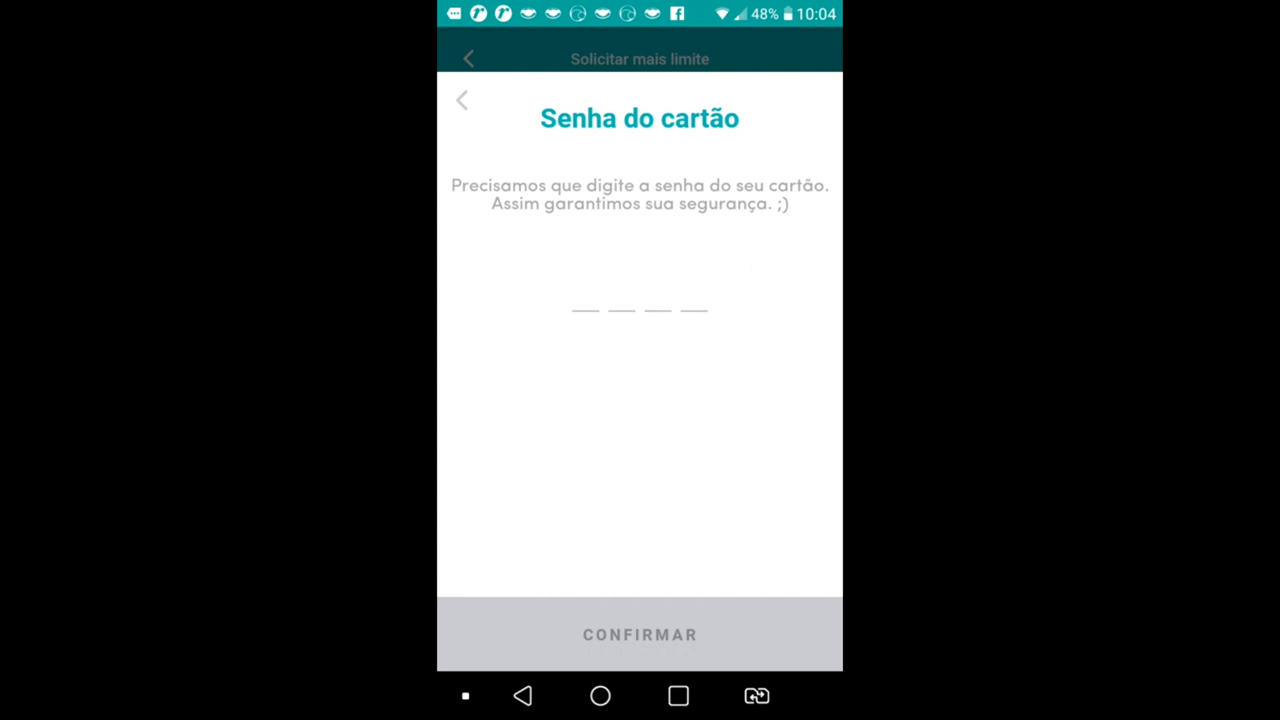 48% 10:04
Solicitar mais limite
Senha do cartão
Precisamos que digite a senha do seu cartão.
Assim garantimos sua segurança. ;)
CONFIRMAR